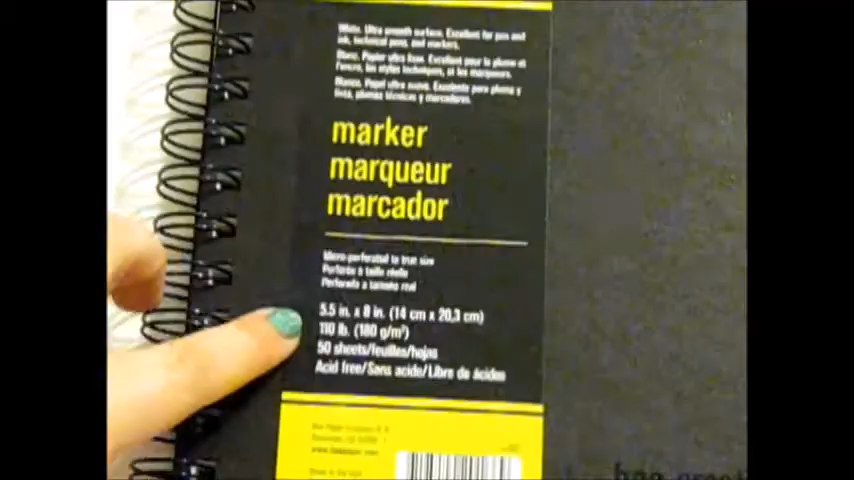 White. Ultra smooth surface. Excellent for pen and
ink, technical pens, and markers.
Blanc. Papier ultra lisse. Excellent pour la plume et
l'encre, les stylos techniques, et les marqueurs.
Blanco. Papel ultra suave. Excelente para pluma y
tinta, plumas técnicas y marcadores.
marker
marqueur
marcador
Micro-perforated to true size
Perforée à taille réelle
Perforada a tamaño real
5.5 in. x 8 in. (14 cm x 20,3 cm)
110 lb. (180 g/m²)
50 sheets/feuilles/hojas
Acid free/Sans acide/Libre de ácidos